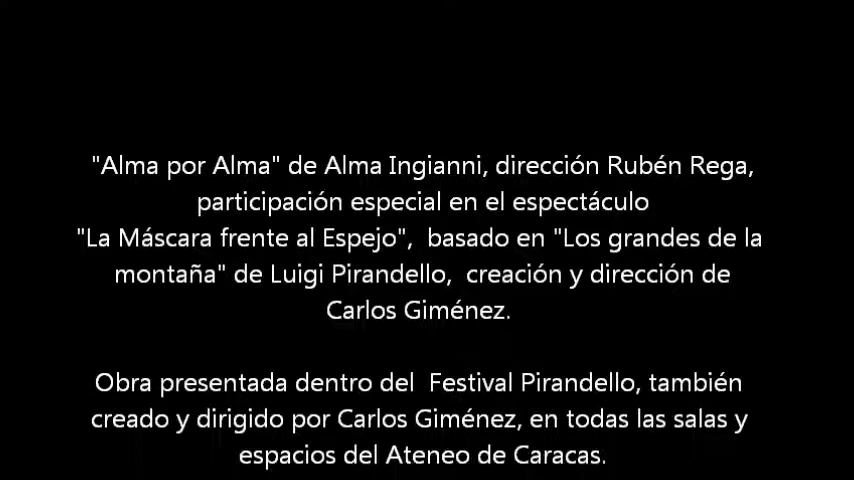 "Alma por Alma" de Alma Ingianni, dirección Rubén Rega,
participación especial en el espectáculo
"La Máscara frente al Espejo",  basado en "Los grandes de la
montaña" de Luigi Pirandello,  creación y dirección de
Carlos Giménez.
Obra presentada dentro del  Festival Pirandello, también
creado y dirigido por Carlos Giménez, en todas las salas y
espacios del Ateneo de Caracas.